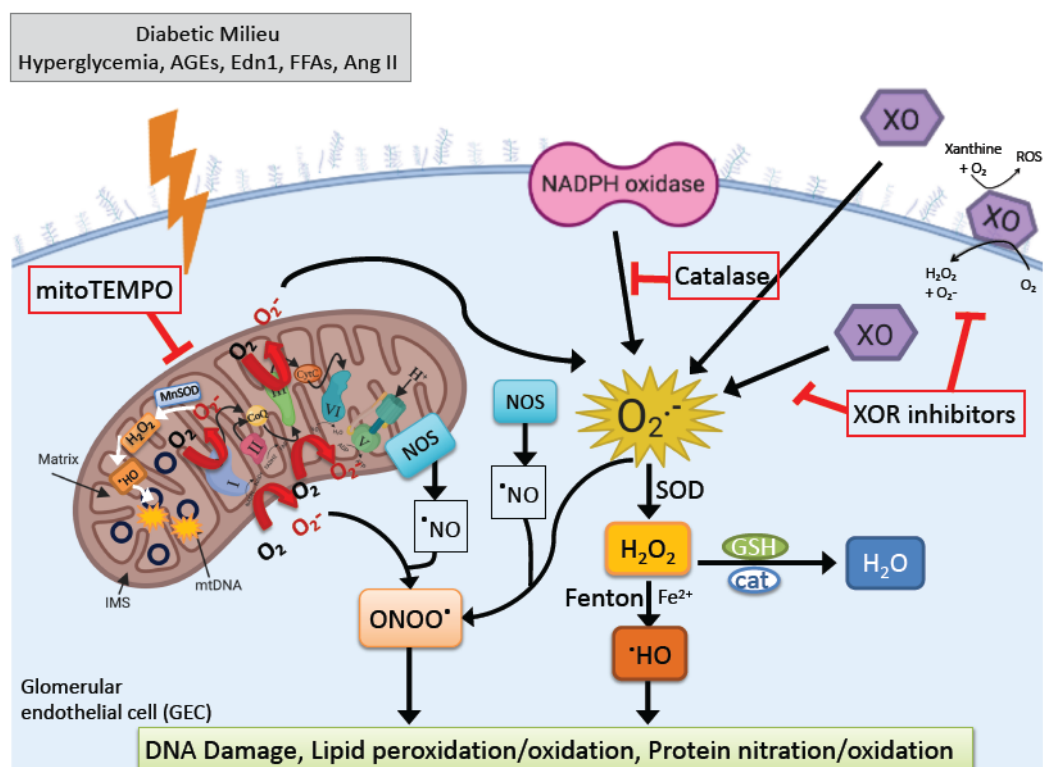 Diabetic Milieu
Hyperglycemia, AGEs, Edn1, FFAs, Ang II
XO
Xanthine
+ O₂
ROS
NADPH oxidase
XO
mitoTEMPO
Catalase
H₂O₂
+ O₂-
O₂
O₂·⁻
O₂
XO
XOR inhibitors
MnSOD
O₂·⁻
H₂O₂
O₂
•HO
CoQ
CytC
III
VI
H⁺
I
II
V
NOS
NOS
O₂·⁻
O₂·⁻
SOD
Matrix
•NO
•NO
O₂
O₂
O₂·⁻
H₂O₂
GSH
cat
H₂O
mtDNA
IMS
ONOO•
Fenton
Fe²⁺
•HO
Glomerular
endothelial cell (GEC)
DNA Damage, Lipid peroxidation/oxidation, Protein nitration/oxidation